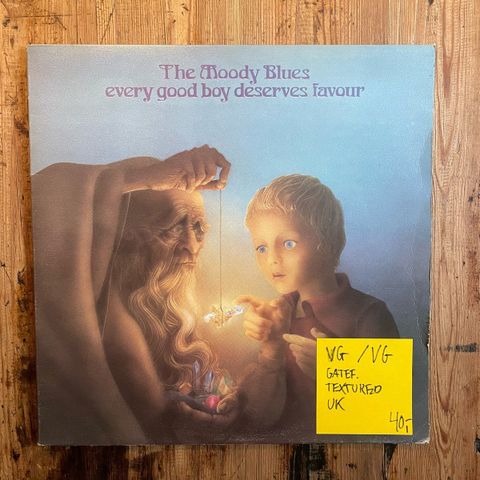 The Moody Blues
every good boy deserves favour
VG /VG
GATEF.
TEXTURED
UK
40,-